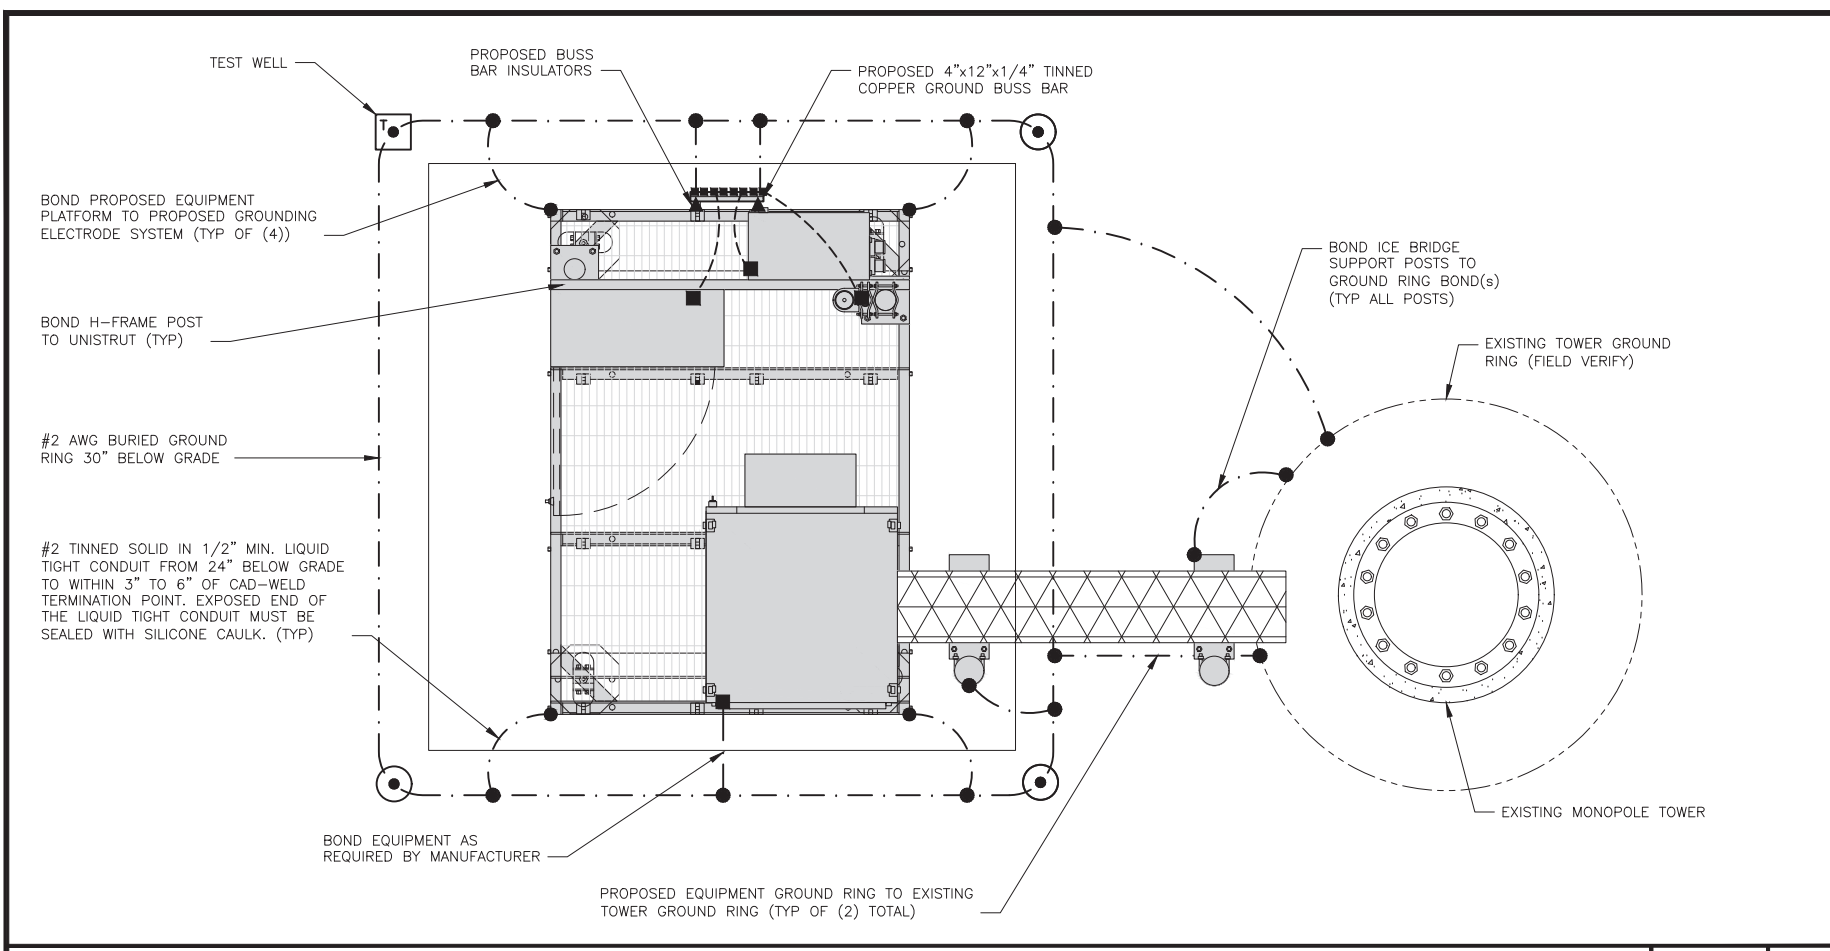 TEST WELL
PROPOSED BUSS
BAR INSULATORS
PROPOSED 4"x12"x1/4" TINNED
COPPER GROUND BUSS BAR
T
BOND PROPOSED EQUIPMENT
PLATFORM TO PROPOSED GROUNDING
ELECTRODE SYSTEM (TYP OF (4))
BOND ICE BRIDGE
SUPPORT POSTS TO
GROUND RING BOND(s)
(TYP ALL POSTS)
BOND H-FRAME POST
TO UNISTRUT (TYP)
EXISTING TOWER GROUND
RING (FIELD VERIFY)
#2 AWG BURIED GROUND
RING 30" BELOW GRADE
#2 TINNED SOLID IN 1/2" MIN. LIQUID
TIGHT CONDUIT FROM 24" BELOW GRADE
TO WITHIN 3" TO 6" OF CAD-WELD
TERMINATION POINT. EXPOSED END OF
THE LIQUID TIGHT CONDUIT MUST BE
SEALED WITH SILICONE CAULK. (TYP)
EXISTING MONOPOLE TOWER
BOND EQUIPMENT AS
REQUIRED BY MANUFACTURER
PROPOSED EQUIPMENT GROUND RING TO EXISTING
TOWER GROUND RING (TYP OF (2) TOTAL)